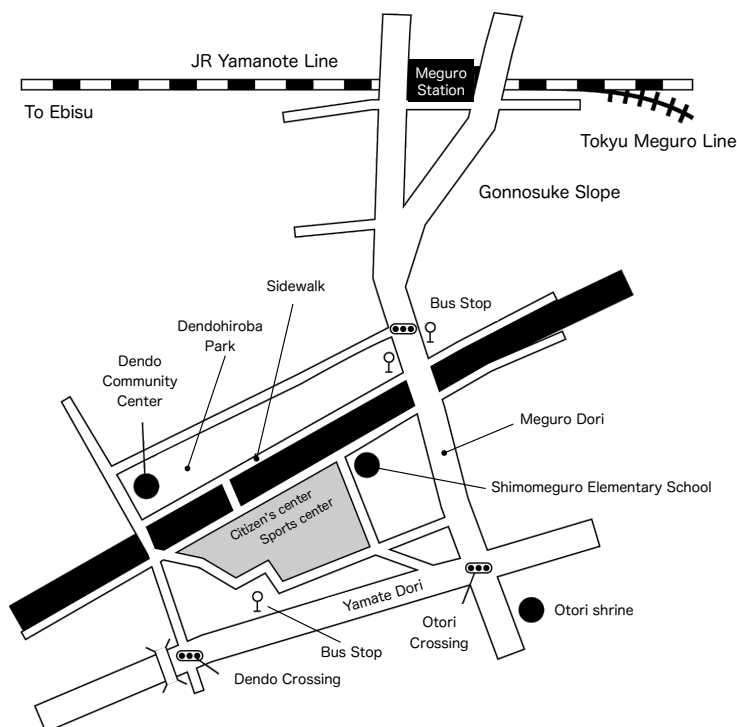 JR Yamanote Line
Meguro
Station
To Ebisu
Tokyu Meguro Line
Gonnosuke Slope
Sidewalk
Bus Stop
Dendohiroba
Park
Dendo
Community
Center
Meguro Dori
Shimomeguro Elementary School
Citizen's center
Sports center
Yamate Dori
Otori shrine
Otori
Crossing
Bus Stop
Dendo Crossing